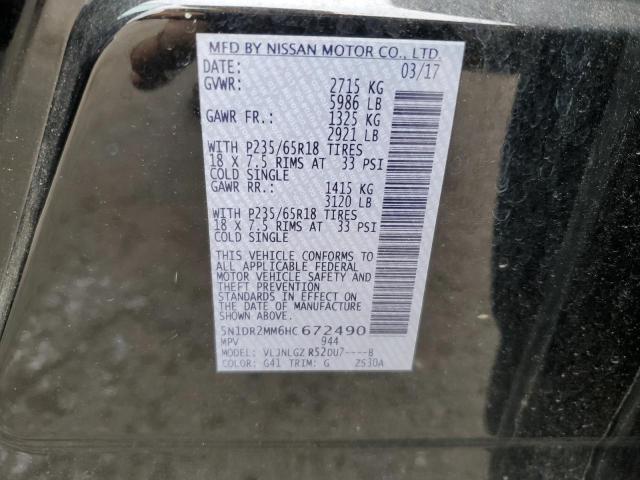 MFD BY NISSAN MOTOR CO., LTD.
DATE: 03/17
GVWR: 2715 KG
5986 LB
GAWR FR.: 1325 KG
2921 LB
WITH P235/65R18 TIRES
18 X 7.5 RIMS AT 33 PSI
COLD SINGLE
GAWR RR.: 1415 KG
3120 LB
WITH P235/65R18 TIRES
18 X 7.5 RIMS AT 33 PSI
COLD SINGLE
THIS VEHICLE CONFORMS TO
ALL APPLICABLE FEDERAL
MOTOR VEHICLE SAFETY AND
THEFT PREVENTION
STANDARDS IN EFFECT ON
THE DATE OF MANUFACTURE
SHOWN ABOVE.
5N1DR2MM6HC672490
MPV 944
MODEL: VLJNLGZ R52DU7----B
COLOR: G41 TRIM: G ZS30A